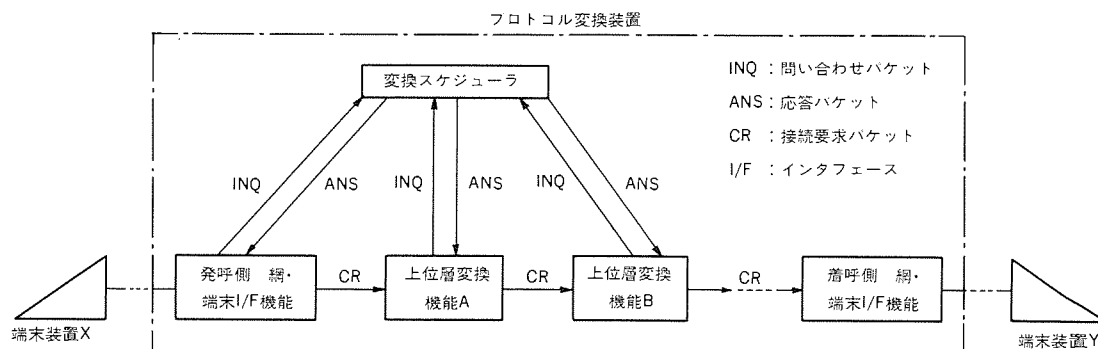 プロトコル変換装置
変換スケジューラ
INQ：問い合わせパケット
ANS：応答パケット
CR：接続要求パケット
I/F：インタフェース
INQ
ANS
INQ
ANS
INQ
ANS
発呼側 網・
端末I/F機能
CR
上位層変換
機能A
CR
上位層変換
機能B
CR
着呼側 網・
端末I/F機能
端末装置X
端末装置Y